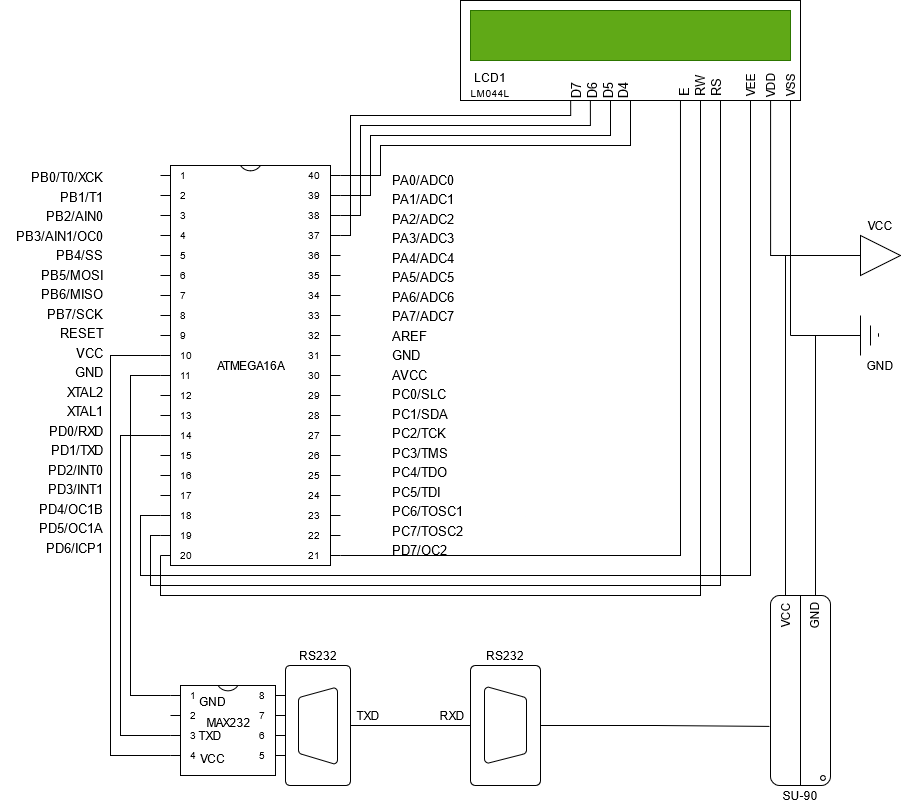 LCD1
LM044L
D7
D6
D5
D4
E
RW
RS
VEE
VDD
VSS
VCC
GND
PB0/T0/XCK
PB1/T1
PB2/AIN0
PB3/AIN1/OC0
PB4/SS
PB5/MOSI
PB6/MISO
PB7/SCK
RESET
VCC
GND
XTAL2
XTAL1
PD0/RXD
PD1/TXD
PD2/INT0
PD3/INT1
PD4/OC1B
PD5/OC1A
PD6/ICP1
1
2
3
4
5
6
7
8
9
10
11
12
13
14
15
16
17
18
19
20
ATMEGA16A
40
39
38
37
36
35
34
33
32
31
30
29
28
27
26
25
24
23
22
21
PA0/ADC0
PA1/ADC1
PA2/ADC2
PA3/ADC3
PA4/ADC4
PA5/ADC5
PA6/ADC6
PA7/ADC7
AREF
GND
AVCC
PC0/SLC
PC1/SDA
PC2/TCK
PC3/TMS
PC4/TDO
PC5/TDI
PC6/TOSC1
PC7/TOSC2
PD7/OC2
1 GND
2
3 TXD
4 VCC
MAX232
8
7
6
5
RS232
TXD
RXD
RS232
VCC
GND
SU-90